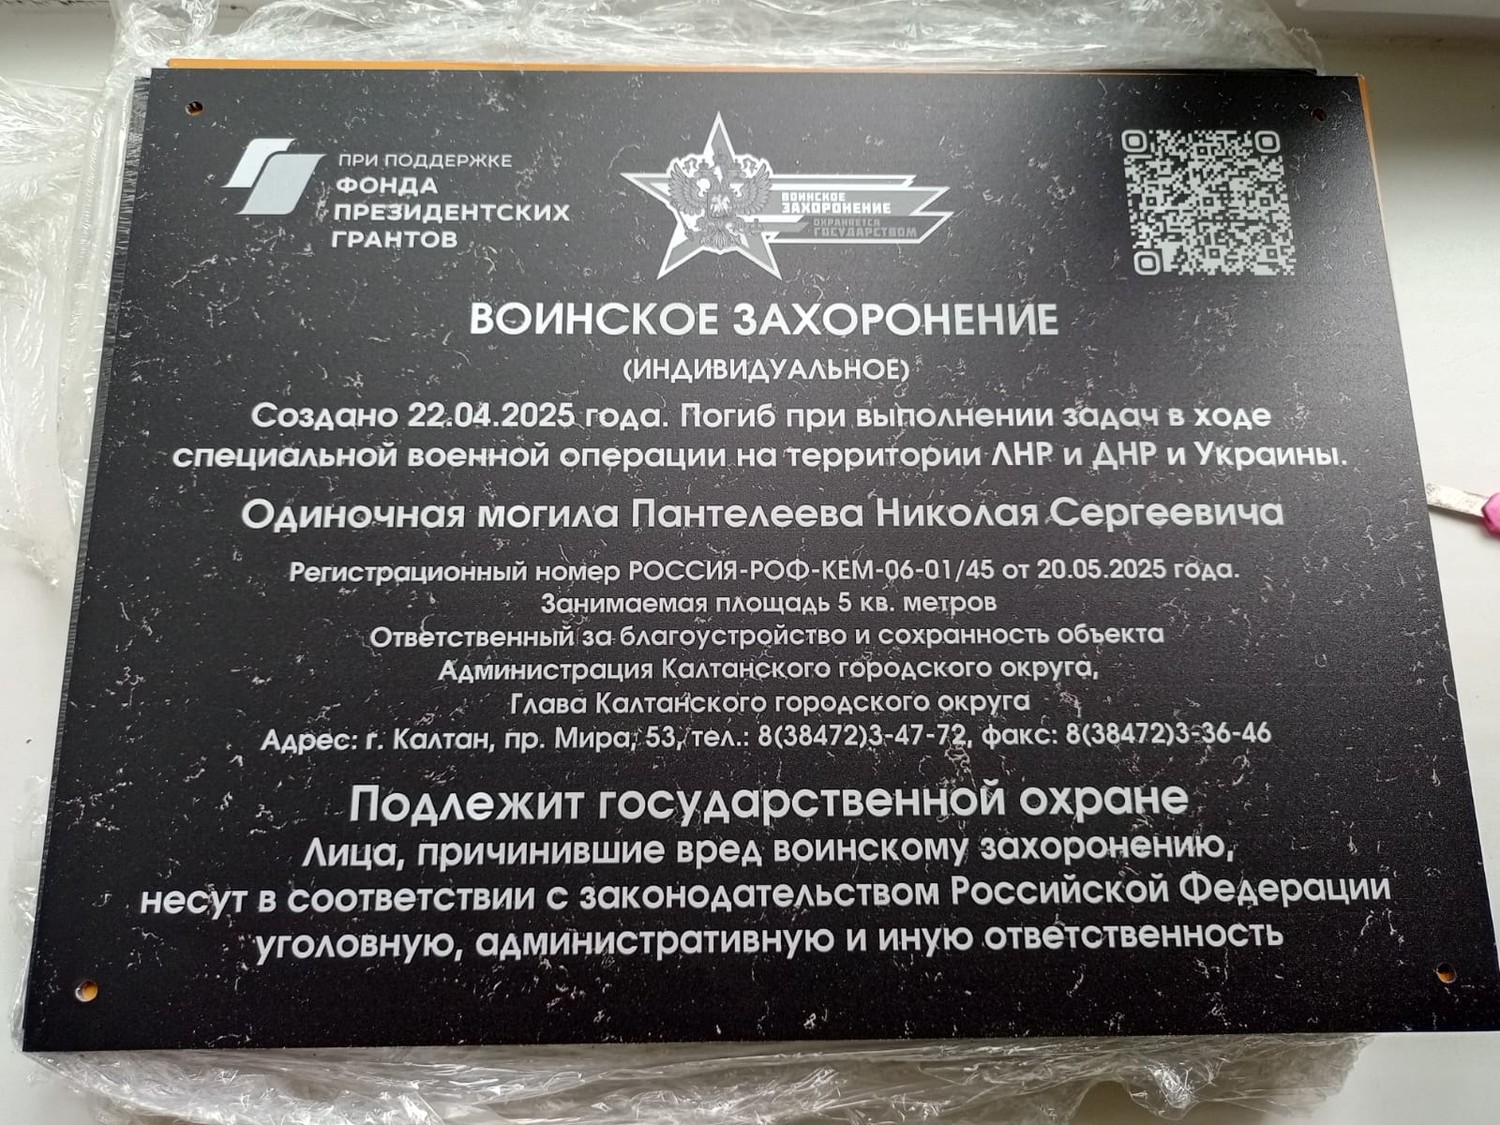 ПРИ ПОДДЕРЖКЕ
ФОНДА
ПРЕЗИДЕНТСКИХ
ГРАНТОВ
ВОИНСКОЕ
ЗАХОРОНЕНИЕ
ОХРАНЯЕТСЯ
ГОСУДАРСТВОМ
ВОИНСКОЕ ЗАХОРОНЕНИЕ
(ИНДИВИДУАЛЬНОЕ)
Создано 22.04.2025 года. Погиб при выполнении задач в ходе
специальной военной операции на территории ЛНР и ДНР и Украины.
Одиночная могила Пантелеева Николая Сергеевича
Регистрационный номер РОССИЯ-РОФ-КЕМ-06-01/45 от 20.05.2025 года.
Занимаемая площадь 5 кв. метров
Ответственный за благоустройство и сохранность объекта
Администрация Калтанского городского округа,
Глава Калтанского городского округа
Адрес: г. Калтан, пр. Мира, 53, тел.: 8(38472)3-47-72, факс: 8(38472)3-36-46
Подлежит государственной охране
Лица, причинившие вред воинскому захоронению,
несут в соответствии с законодательством Российской Федерации
уголовную, административную и иную ответственность